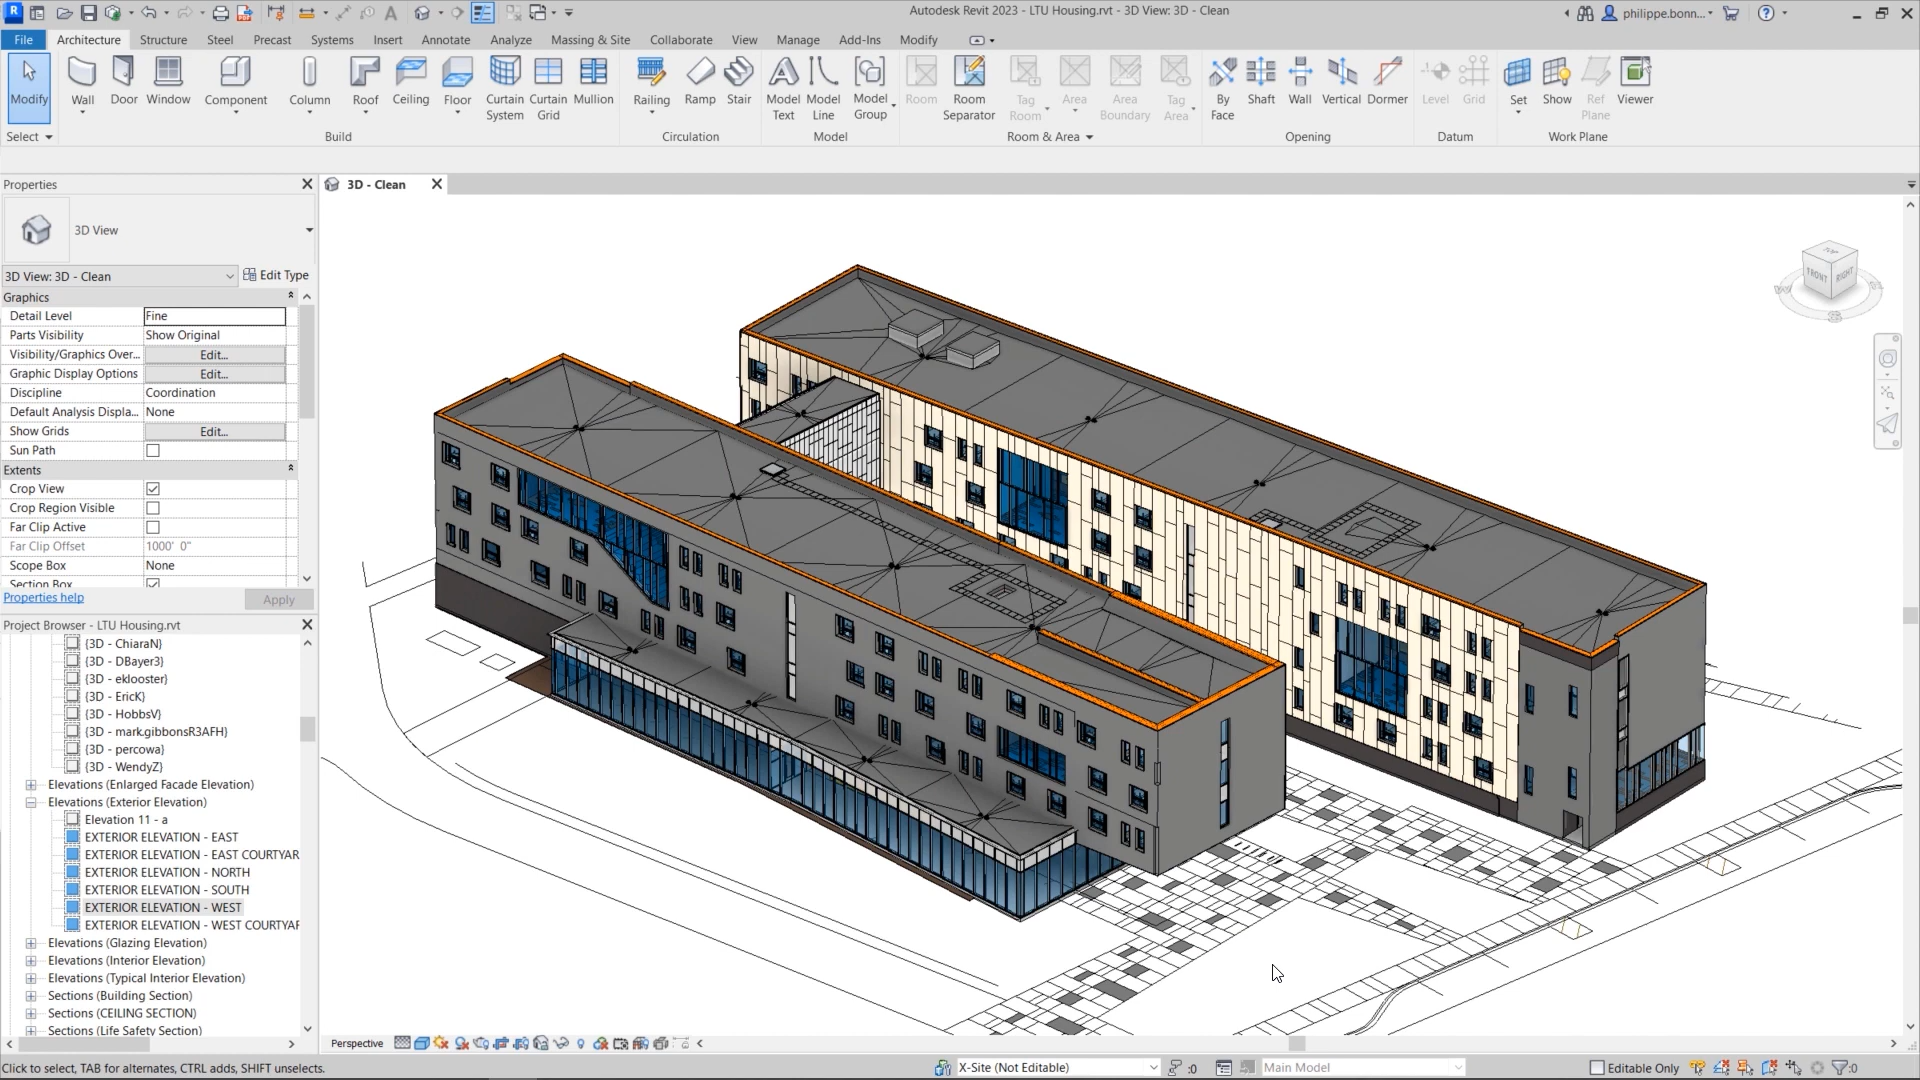 Autodesk Revit 2023 - LTU Housing.rvt - 3D View: 3D - Clean
philippe.bonn...
File Architecture Structure Steel Precast Systems Insert Annotate Analyze Massing & Site Collaborate View Manage Add-Ins Modify
Modify
Wall
Door
Window
Component
Column
Roof
Ceiling
Floor
Curtain System
Curtain Grid
Mullion
Railing
Ramp
Stair
Model Text
Model Line
Model Group
Room
Room Separator
Tag Room
Area
Area Boundary
Tag Area
By Face
Shaft
Wall
Vertical
Dormer
Level
Grid
Set
Show
Ref Plane
Viewer
Select
Build
Circulation
Model
Room & Area
Opening
Datum
Work Plane
Properties
3D View
3D View: 3D - Clean
Edit Type
Graphics
Detail Level Fine
Parts Visibility Show Original
Visibility/Graphics Over... Edit...
Graphic Display Options Edit...
Discipline Coordination
Default Analysis Displa... None
Show Grids Edit...
Sun Path
Extents
Crop View
Crop Region Visible
Far Clip Active
Far Clip Offset 1000' 0"
Scope Box None
Section Box
Properties help
Apply
Project Browser - LTU Housing.rvt
{3D - ChiaraN}
{3D - DBayer3}
{3D - eklooster}
{3D - EricK}
{3D - HobbsV}
{3D - mark.gibbonsR3AFH}
{3D - percowa}
{3D - WendyZ}
Elevations (Enlarged Facade Elevation)
Elevations (Exterior Elevation)
Elevation 11 - a
EXTERIOR ELEVATION - EAST
EXTERIOR ELEVATION - EAST COURTYAR
EXTERIOR ELEVATION - NORTH
EXTERIOR ELEVATION - SOUTH
EXTERIOR ELEVATION - WEST
EXTERIOR ELEVATION - WEST COURTYAR
Elevations (Glazing Elevation)
Elevations (Interior Elevation)
Elevations (Typical Interior Elevation)
Sections (Building Section)
Sections (CEILING SECTION)
Sections (Life Safety Section)
3D - Clean
TOP
FRONT
RIGHT
W
S
Perspective
Click to select, TAB for alternates, CTRL adds, SHIFT unselects.
X-Site (Not Editable)
:0
Main Model
Editable Only
:0